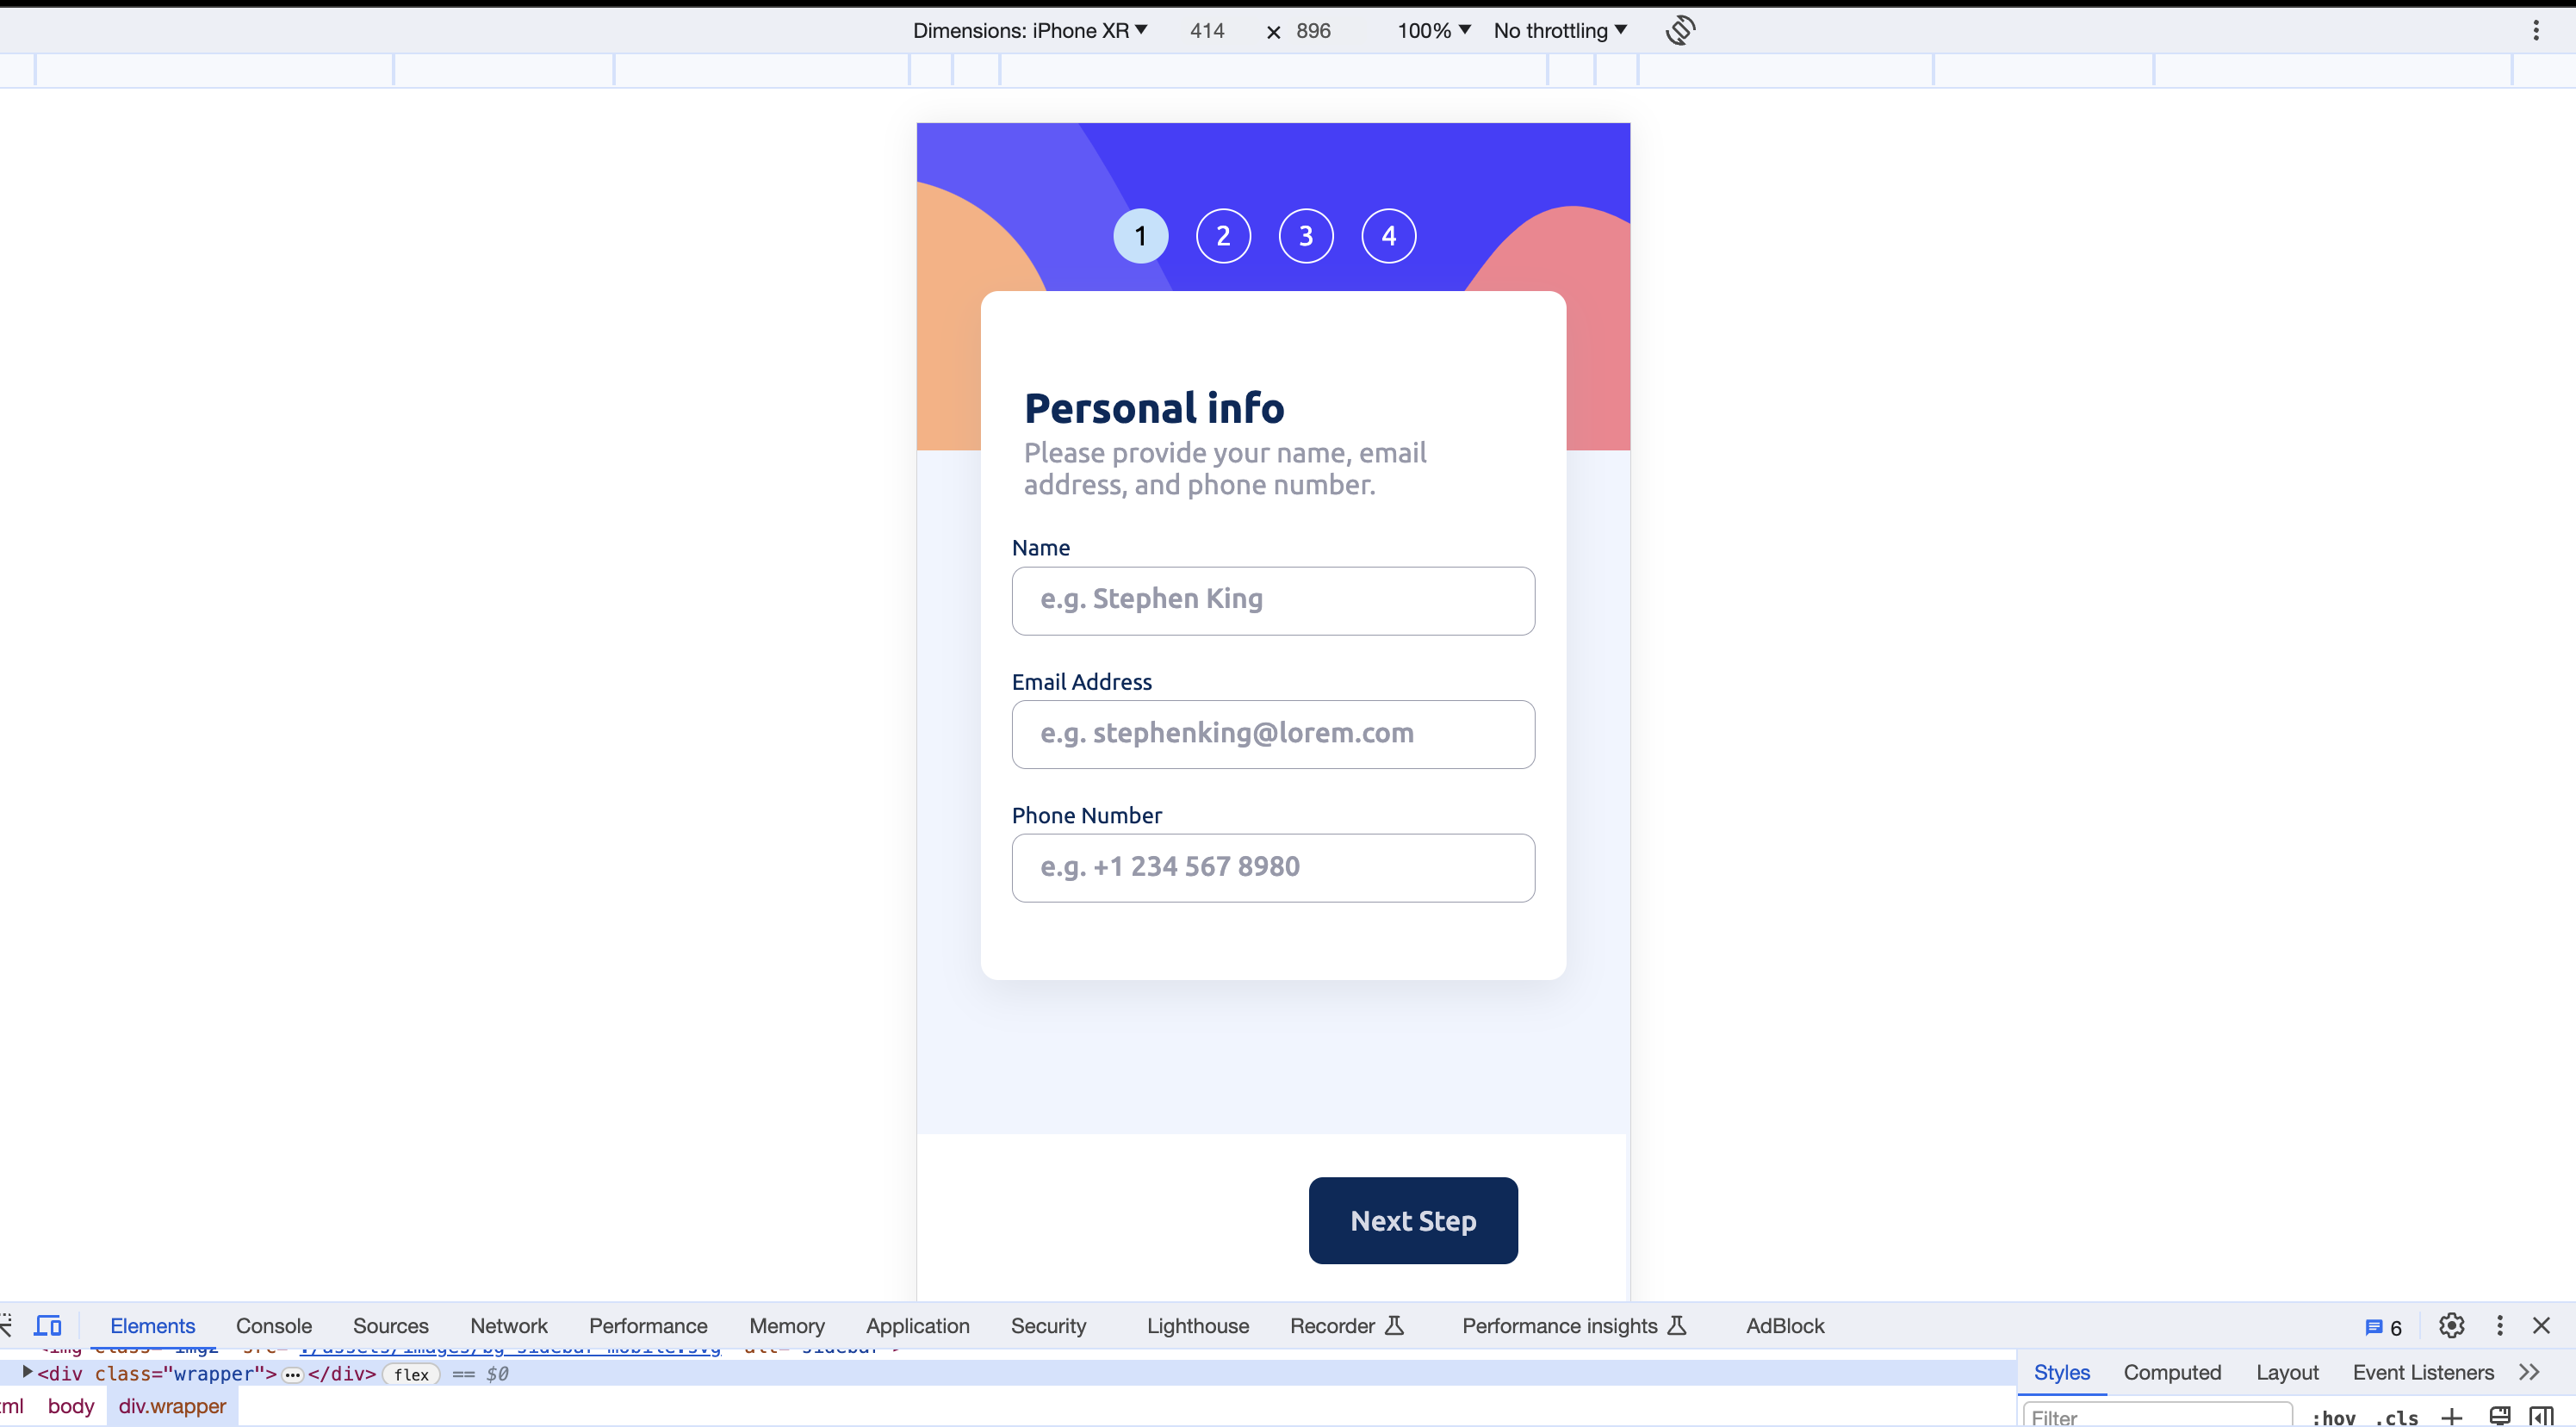 Dimensions: iPhone XR 414 × 896 100% No throttling
1 2 3 4
Personal info
Please provide your name, email
address, and phone number.
Name
e.g. Stephen King
Email Address
e.g. stephenking@lorem.com
Phone Number
e.g. +1 234 567 8980
Next Step
Elements Console Sources Network Performance Memory Application Security Lighthouse Recorder Performance insights AdBlock 6
<div class="wrapper"> ••• </div> flex == $0
Styles Computed Layout Event Listeners
body div.wrapper
Filter :hov .cls